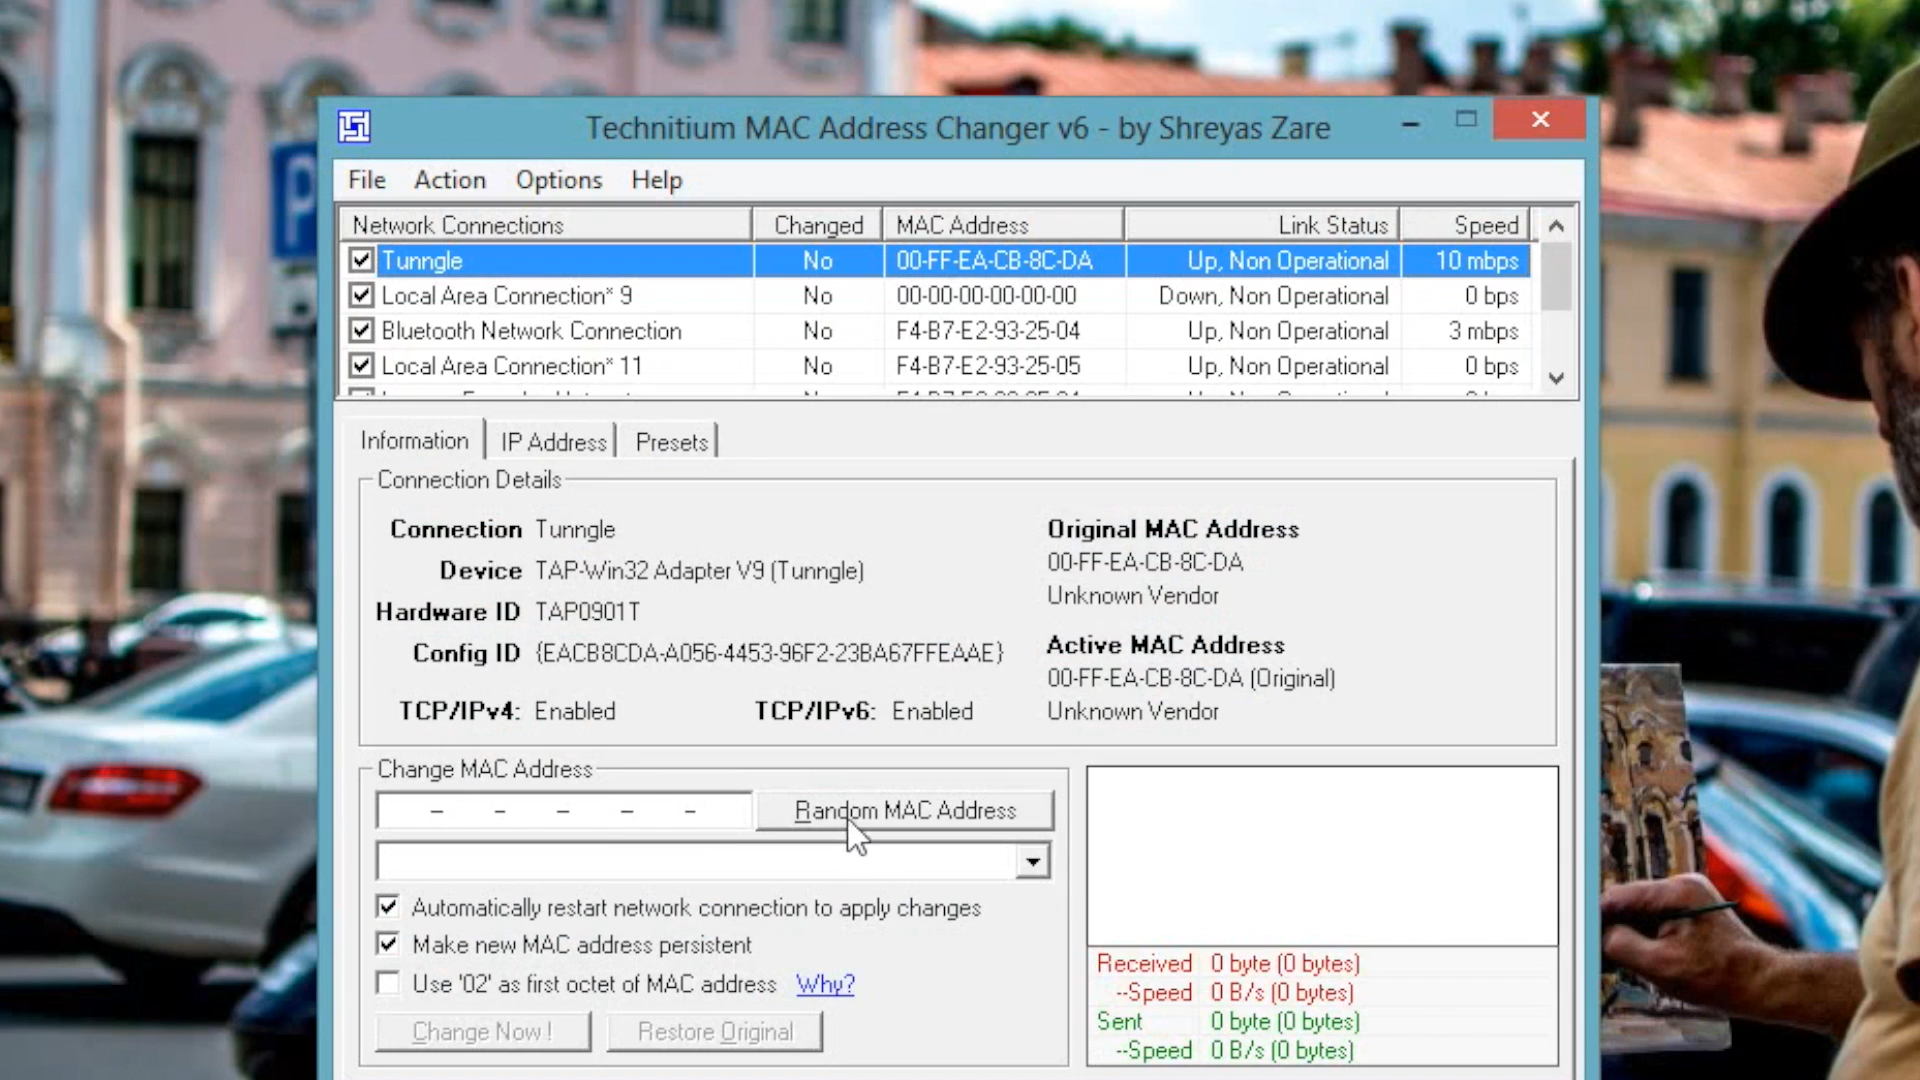 Technitium MAC Address Changer v6 - by Shreyas Zare
File Action Options Help
Network Connections Changed MAC Address Link Status Speed
Tunngle No 00-FF-EA-CB-8C-DA Up, Non Operational 10 mbps
Local Area Connection* 9 No 00-00-00-00-00-00 Down, Non Operational 0 bps
Bluetooth Network Connection No F4-B7-E2-93-25-04 Up, Non Operational 3 mbps
Local Area Connection* 11 No F4-B7-E2-93-25-05 Up, Non Operational 0 bps
Information IP Address Presets
Connection Details
Connection Tunngle
Device TAP-Win32 Adapter V9 (Tunngle)
Hardware ID TAP0901T
Config ID {EACB8CDA-A056-4453-96F2-23BA67FFEAAE}
TCP/IPv4: Enabled TCP/IPv6: Enabled
Original MAC Address
00-FF-EA-CB-8C-DA
Unknown Vendor
Active MAC Address
00-FF-EA-CB-8C-DA (Original)
Unknown Vendor
Change MAC Address
- - - - - Random MAC Address
Automatically restart network connection to apply changes
Make new MAC address persistent
Use '02' as first octet of MAC address Why?
Change Now ! Restore Original
Received 0 byte (0 bytes)
--Speed 0 B/s (0 bytes)
Sent 0 byte (0 bytes)
--Speed 0 B/s (0 bytes)
P